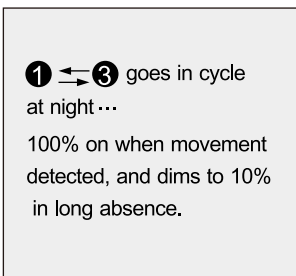 ❶ ⇆ ❸ goes in cycle
at night ···
100% on when movement
detected, and dims to 10%
in long absence.